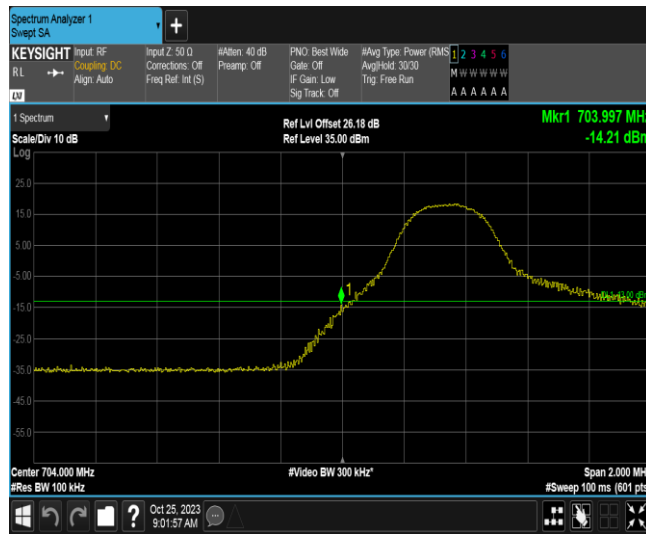 Spectrum Analyzer 1
Swept SA
+
KEYSIGHT
RL
LXI
Input: RF
Coupling: DC
Align: Auto
Input Z: 50 Ω
Corrections: Off
Freq Ref: Int (S)
#Atten: 40 dB
Preamp: Off
PNO: Best Wide
Gate: Off
IF Gain: Low
Sig Track: Off
#Avg Type: Power (RMS
Avg|Hold: 30/30
Trig: Free Run
1 2 3 4 5 6
M W W W W W
A A A A A A
1 Spectrum
Scale/Div 10 dB
Log
Ref Lvl Offset 26.18 dB
Ref Level 35.00 dBm
Mkr1 703.997 MHz
-14.21 dBm
25.0
15.0
5.00
-5.00
-15.0
-25.0
-35.0
-45.0
-55.0
1
DL1 -13.00 dBm
Center 704.000 MHz
#Res BW 100 kHz
#Video BW 300 kHz*
Span 2.000 MH
#Sweep 100 ms (601 pts
?
Oct 25, 2023
9:01:57 AM